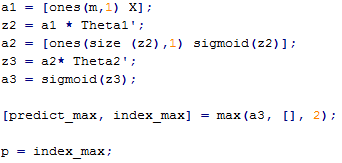 a1 = [ones(m,1) X];
z2 = a1 * Theta1';
a2 = [ones(size (z2),1) sigmoid(z2)];
z3 = a2* Theta2';
a3 = sigmoid(z3);
[predict_max, index_max] = max(a3, [], 2);
p = index_max;